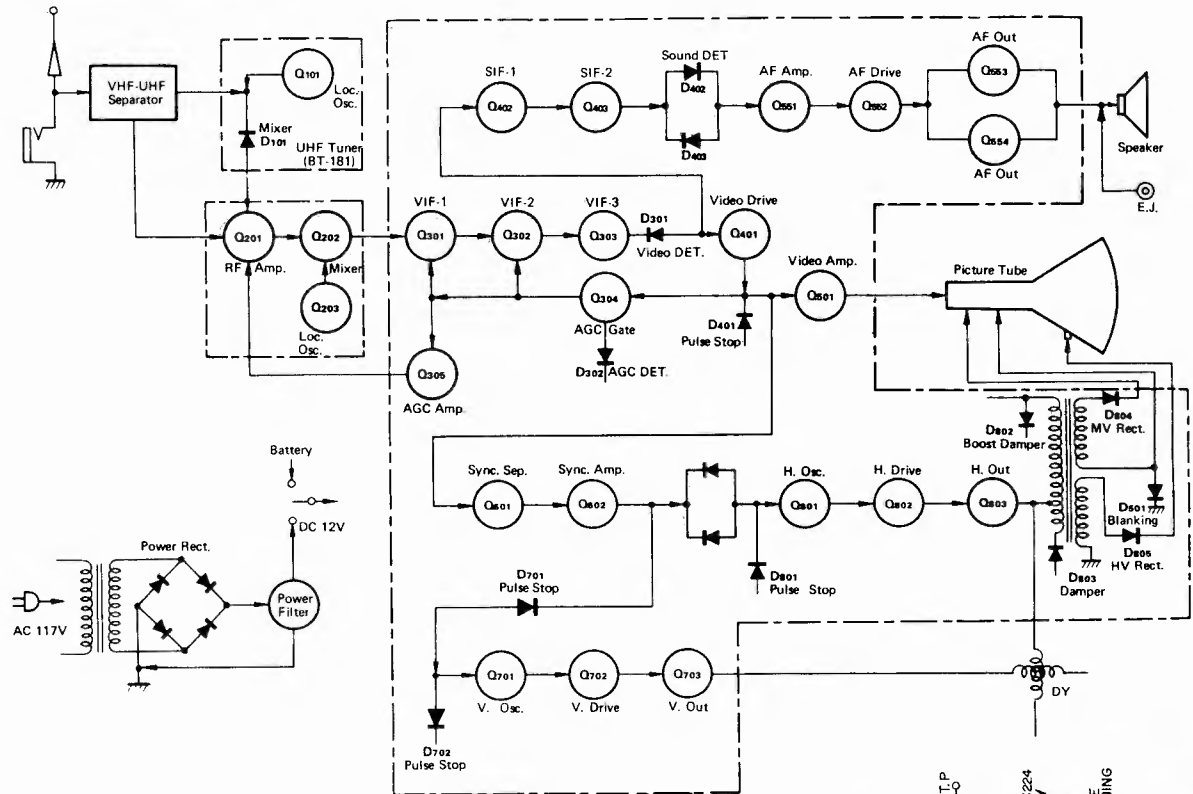 VHF-UHF
Separator
Q101
Loc.
Osc.
Mixer
D101
UHF Tuner
(BT-181)
Q201
RF
Amp.
Q202
Mixer
Q203
Loc.
Osc.
SIF-1
Q402
SIF-2
Q403
Sound DET
D402
D403
AF Amp.
Q551
AF Drive
Q552
AF Out
Q553
Q554
AF Out
Speaker
E.J.
VIF-1
Q301
VIF-2
Q302
VIF-3
Q303
D301
Video DET.
Video Drive
Q401
Q304
AGC Gate
D302 AGC DET.
D401
Pulse Stop
Video Amp.
Q501
Picture Tube
Q305
AGC Amp.
D802
Boost Damper
D804
MV Rect.
D501
Blanking
D805
HV Rect.
D803
Damper
Battery
DC 12V
Power Rect.
Power
Filter
AC 117V
Sync. Sep.
Q601
Sync. Amp.
Q602
H. Osc.
Q801
H. Drive
Q802
H. Out
Q803
D801
Pulse Stop
D701
Pulse Stop
Q701
V. Osc.
Q702
V. Drive
Q703
V. Out
D702
Pulse Stop
DY
T.P